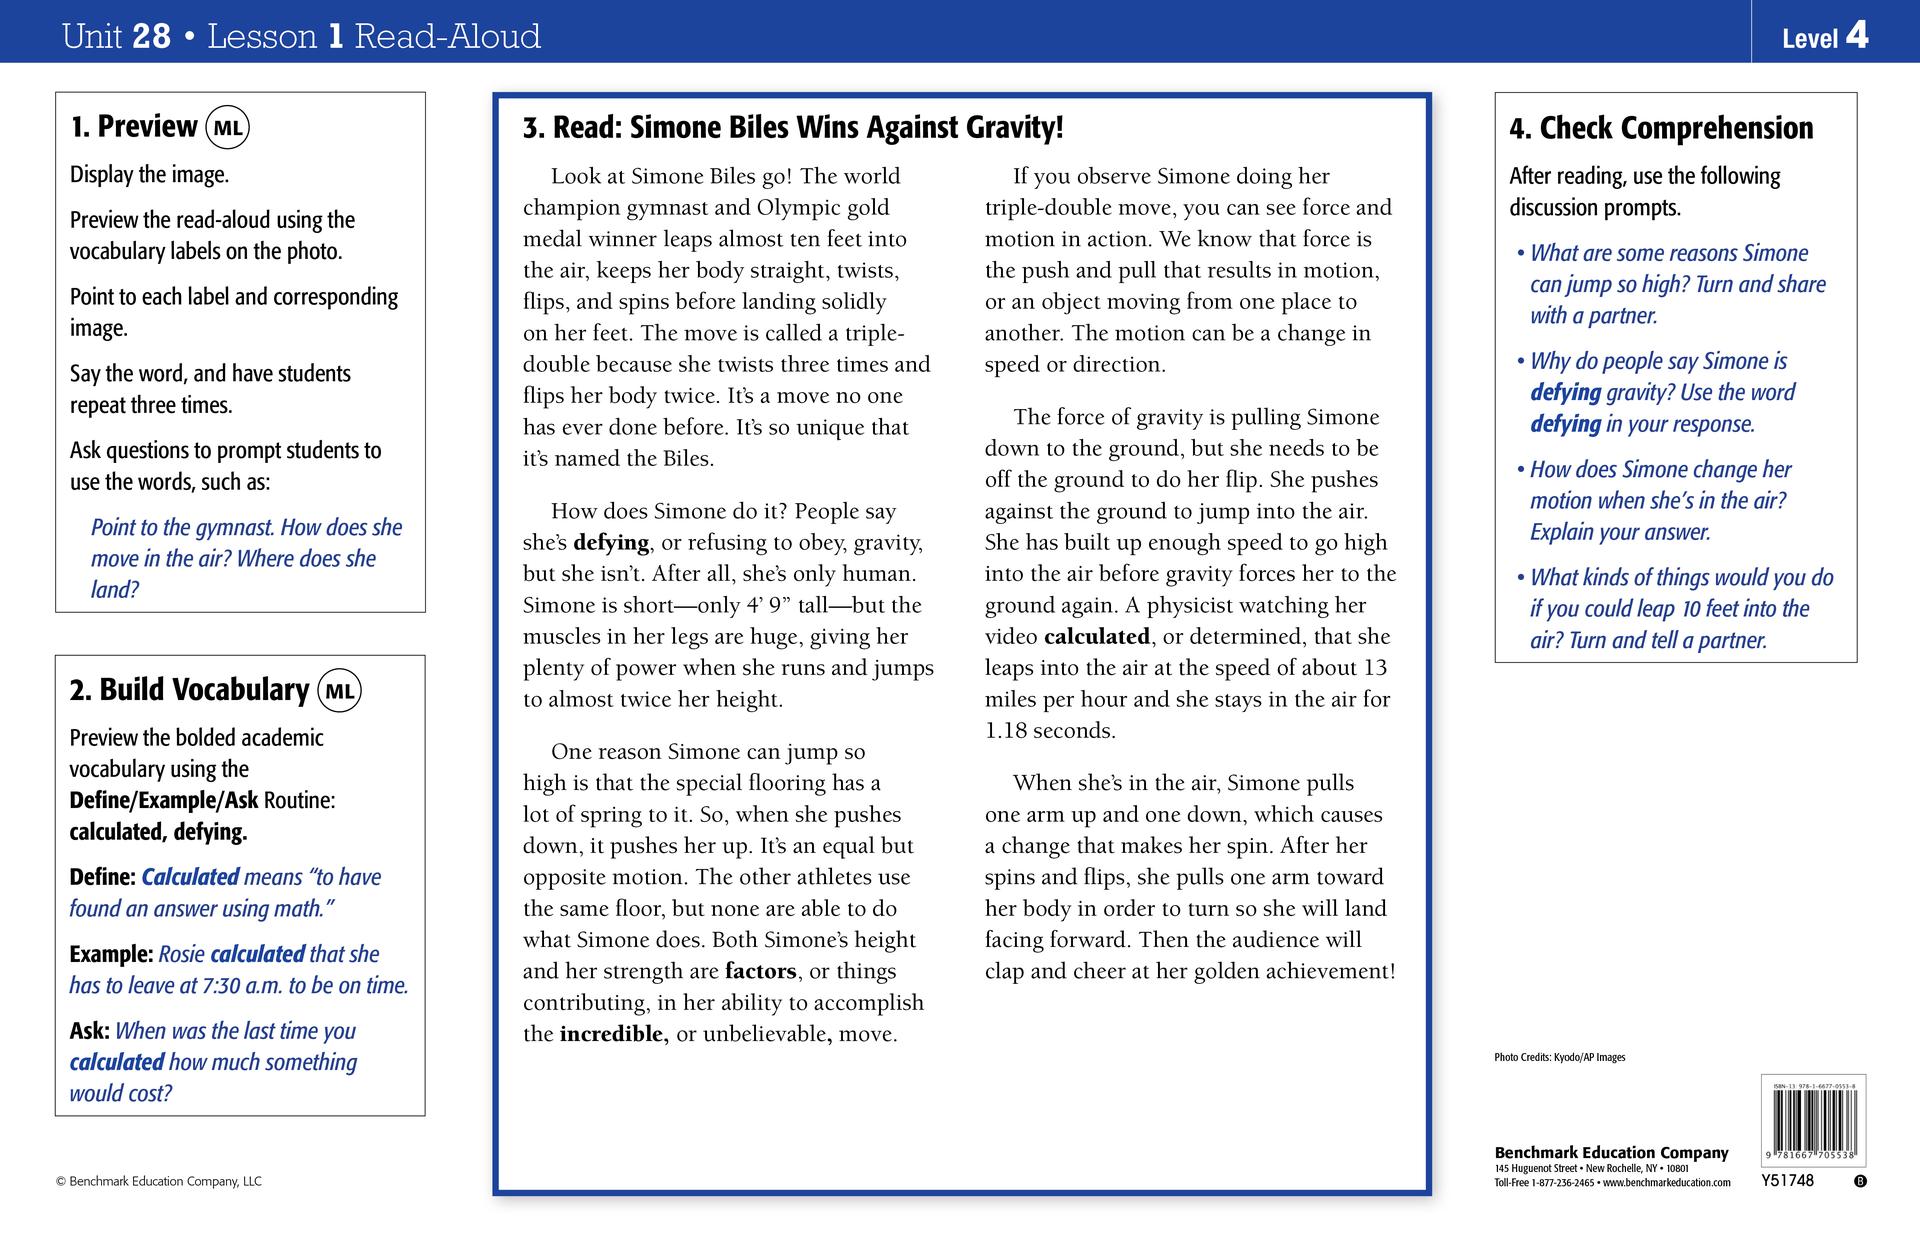 Unit 28 • Lesson 1 Read-Aloud
Level 4
1. Preview ML
Display the image.
Preview the read-aloud using the
vocabulary labels on the photo.
Point to each label and corresponding
image.
Say the word, and have students
repeat three times.
Ask questions to prompt students to
use the words, such as:
Point to the gymnast. How does she
move in the air? Where does she
land?
2. Build Vocabulary ML
Preview the bolded academic
vocabulary using the
Define/Example/Ask Routine:
calculated, defying.
Define: Calculated means “to have
found an answer using math.”
Example: Rosie calculated that she
has to leave at 7:30 a.m. to be on time.
Ask: When was the last time you
calculated how much something
would cost?
© Benchmark Education Company, LLC
3. Read: Simone Biles Wins Against Gravity!
Look at Simone Biles go! The world
champion gymnast and Olympic gold
medal winner leaps almost ten feet into
the air, keeps her body straight, twists,
flips, and spins before landing solidly
on her feet. The move is called a triple-
double because she twists three times and
flips her body twice. It’s a move no one
has ever done before. It’s so unique that
it’s named the Biles.
How does Simone do it? People say
she’s defying, or refusing to obey, gravity,
but she isn’t. After all, she’s only human.
Simone is short—only 4’ 9” tall—but the
muscles in her legs are huge, giving her
plenty of power when she runs and jumps
to almost twice her height.
One reason Simone can jump so
high is that the special flooring has a
lot of spring to it. So, when she pushes
down, it pushes her up. It’s an equal but
opposite motion. The other athletes use
the same floor, but none are able to do
what Simone does. Both Simone’s height
and her strength are factors, or things
contributing, in her ability to accomplish
the incredible, or unbelievable, move.
If you observe Simone doing her
triple-double move, you can see force and
motion in action. We know that force is
the push and pull that results in motion,
or an object moving from one place to
another. The motion can be a change in
speed or direction.
The force of gravity is pulling Simone
down to the ground, but she needs to be
off the ground to do her flip. She pushes
against the ground to jump into the air.
She has built up enough speed to go high
into the air before gravity forces her to the
ground again. A physicist watching her
video calculated, or determined, that she
leaps into the air at the speed of about 13
miles per hour and she stays in the air for
1.18 seconds.
When she’s in the air, Simone pulls
one arm up and one down, which causes
a change that makes her spin. After her
spins and flips, she pulls one arm toward
her body in order to turn so she will land
facing forward. Then the audience will
clap and cheer at her golden achievement!
4. Check Comprehension
After reading, use the following
discussion prompts.
• What are some reasons Simone
can jump so high? Turn and share
with a partner.
• Why do people say Simone is
defying gravity? Use the word
defying in your response.
• How does Simone change her
motion when she’s in the air?
Explain your answer.
• What kinds of things would you do
if you could leap 10 feet into the
air? Turn and tell a partner.
Photo Credits: Kyodo/AP Images
Benchmark Education Company
145 Huguenot Street • New Rochelle, NY • 10801
Toll-Free 1-877-236-2465 • www.benchmarkeducation.com
ISBN-13 978-1-6677-0553-8
9 781667 705538
Y51748
B